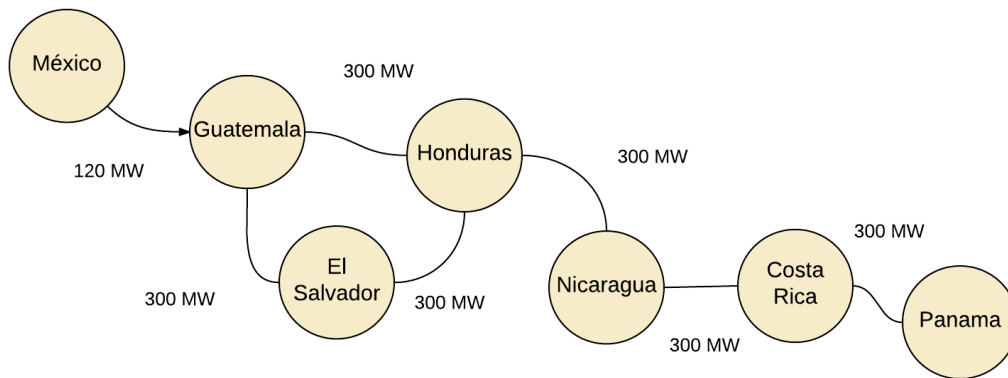 México
300 MW
Guatemala
Honduras
120 MW
300 MW
300 MW
El
Salvador
300 MW
300 MW
Nicaragua
Costa
Rica
300 MW
Panama